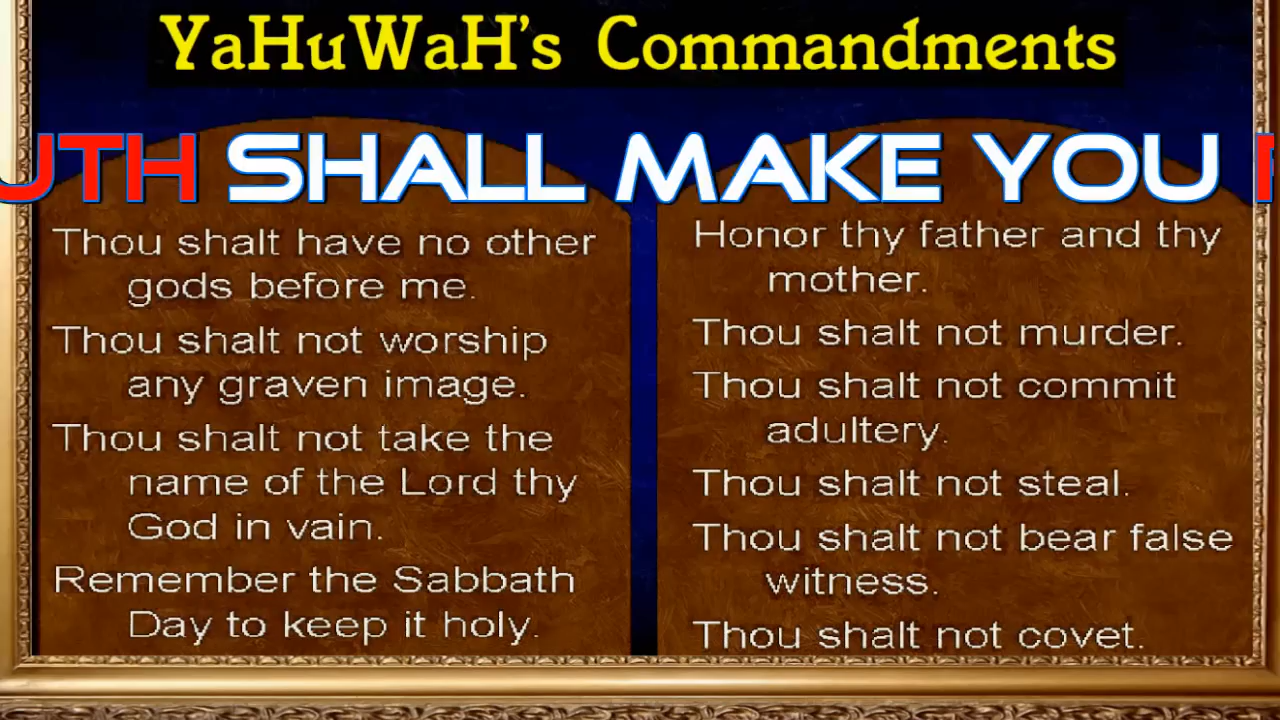 YaHuWaH's Commandments
UTH SHALL MAKE YOU
Thou shalt have no other
gods before me.
Thou shalt not worship
any graven image.
Thou shalt not take the
name of the Lord thy
God in vain.
Remember the Sabbath
Day to keep it holy.
Honor thy father and thy
mother.
Thou shalt not murder.
Thou shalt not commit
adultery.
Thou shalt not steal.
Thou shalt not bear false
witness.
Thou shalt not covet.